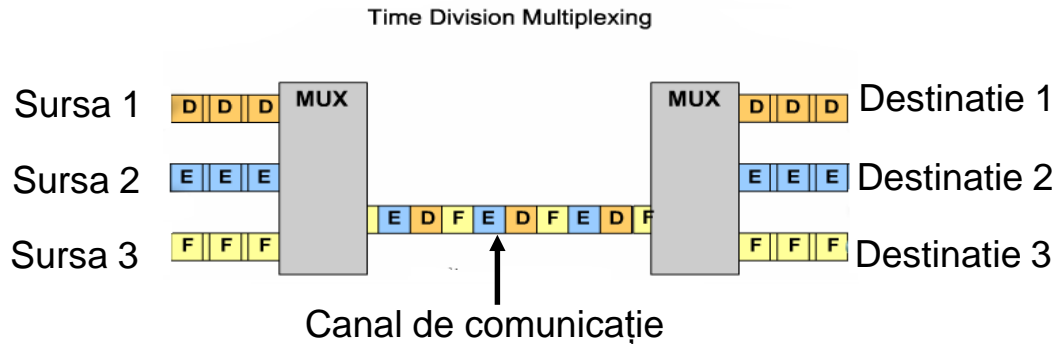 Time Division Multiplexing
Sursa 1 D D D MUX MUX D D D Destinatie 1
Sursa 2 E E E E E E Destinatie 2
E D F E D F E D F
Sursa 3 F F F F F F Destinatie 3
Canal de comunicație